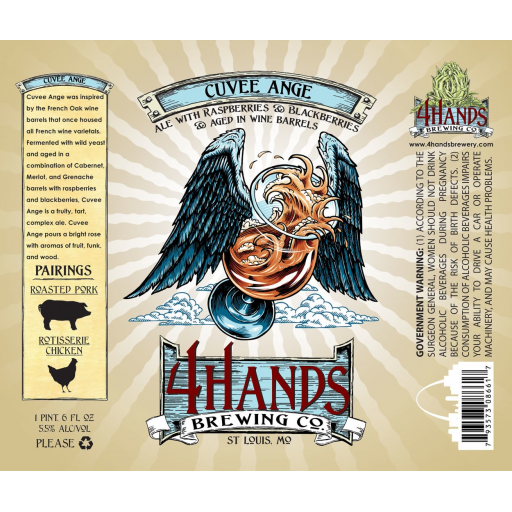 CUVEE ANGE
Cuvee Ange was inspired
by the French Oak wine
barrels that once housed
all French wine varietals.
Fermented with wild yeast
and aged in a
combination of Cabernet,
Merlot, and Grenache
barrels with raspberries
and blackberries, Cuvee
Ange is a fruity, tart,
complex ale. Cuvee
Ange pours a bright rose
with aromas of fruit, funk,
and wood.
PAIRINGS
ROASTED PORK
ROTISSERIE
CHICKEN
1 PINT. 6 FL OZ
5.5% ALC/VOL
PLEASE
CUVEE ANGE
ALE WITH RASPBERRIES & BLACKBERRIES
& AGED IN WINE BARRELS
4HANDS
BREWING CO.
ST LOUIS, MO
4HANDS
BREWING CO.
www.4handsbrewery.com
GOVERNMENT WARNING: (1) ACCORDING TO THE
SURGEON GENERAL, WOMEN SHOULD NOT DRINK
ALCOHOLIC BEVERAGES DURING PREGNANCY
BECAUSE OF THE RISK OF BIRTH DEFECTS. (2)
CONSUMPTION OF ALCOHOLIC BEVERAGES IMPAIRS
YOUR ABILITY TO DRIVE A CAR OR OPERATE
MACHINERY, AND MAY CAUSE HEALTH PROBLEMS.
7 93573 08661 7